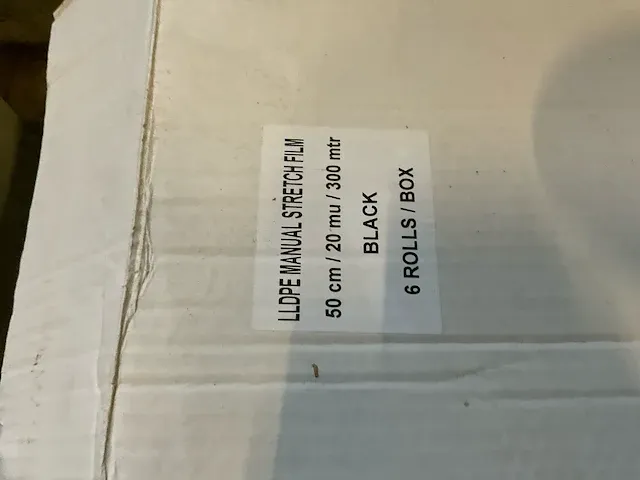 LLDPE MANUAL STRETCH FILM
50 cm / 20 mu / 300 mtr
BLACK
6 ROLLS / BOX